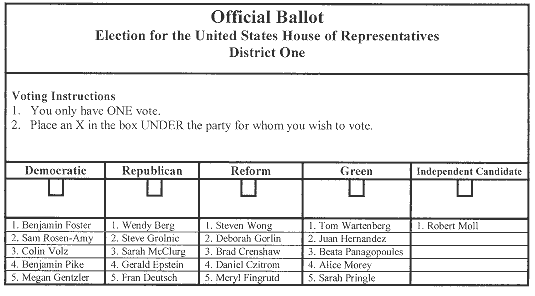 Official Ballot
Election for the United States House of Representatives
District One
Voting Instructions
1. You only have ONE vote.
2. Place an X in the box UNDER the party for whom you wish to vote.
Democratic Republican Reform Green Independent Candidate
1. Benjamin Foster 1. Wendy Berg 1. Steven Wong 1. Tom Wartenberg 1. Robert Moll
2. Sam Rosen-Amy 2. Steve Grolnic 2. Deborah Gorlin 2. Juan Hernandez
3. Colin Volz 3. Sarah McClurg 3. Brad Crenshaw 3. Beata Panagopoules
4. Benjamin Pike 4. Gerald Epstein 4. Daniel Czitrom 4. Alice Morey
5. Megan Gentzler 5. Fran Deutsch 5. Meryl Fingrutd 5. Sarah Pringle